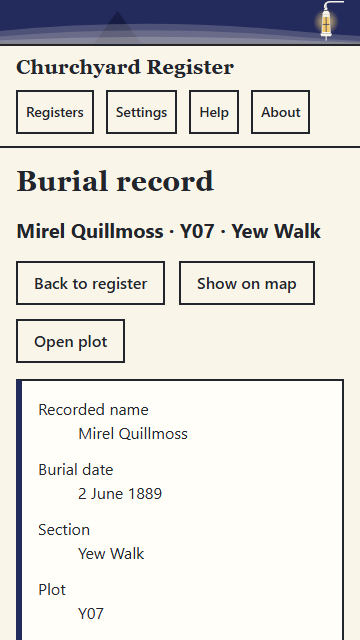 Churchyard Register
Registers Settings Help About
Burial record
Mirel Quillmoss · Y07 · Yew Walk
Back to register Show on map
Open plot
Recorded name
Mirel Quillmoss
Burial date
2 June 1889
Section
Yew Walk
Plot
Y07